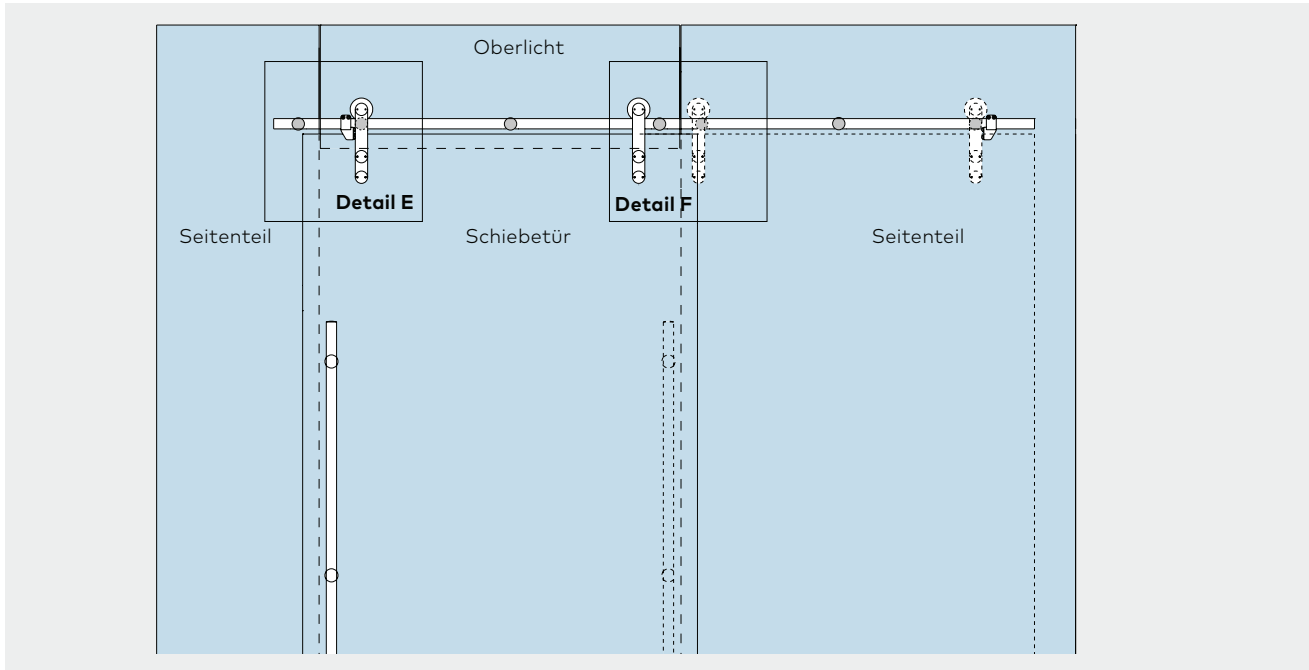 Oberlicht
Detail E
Detail F
Seitenteil
Schiebetür
Seitenteil